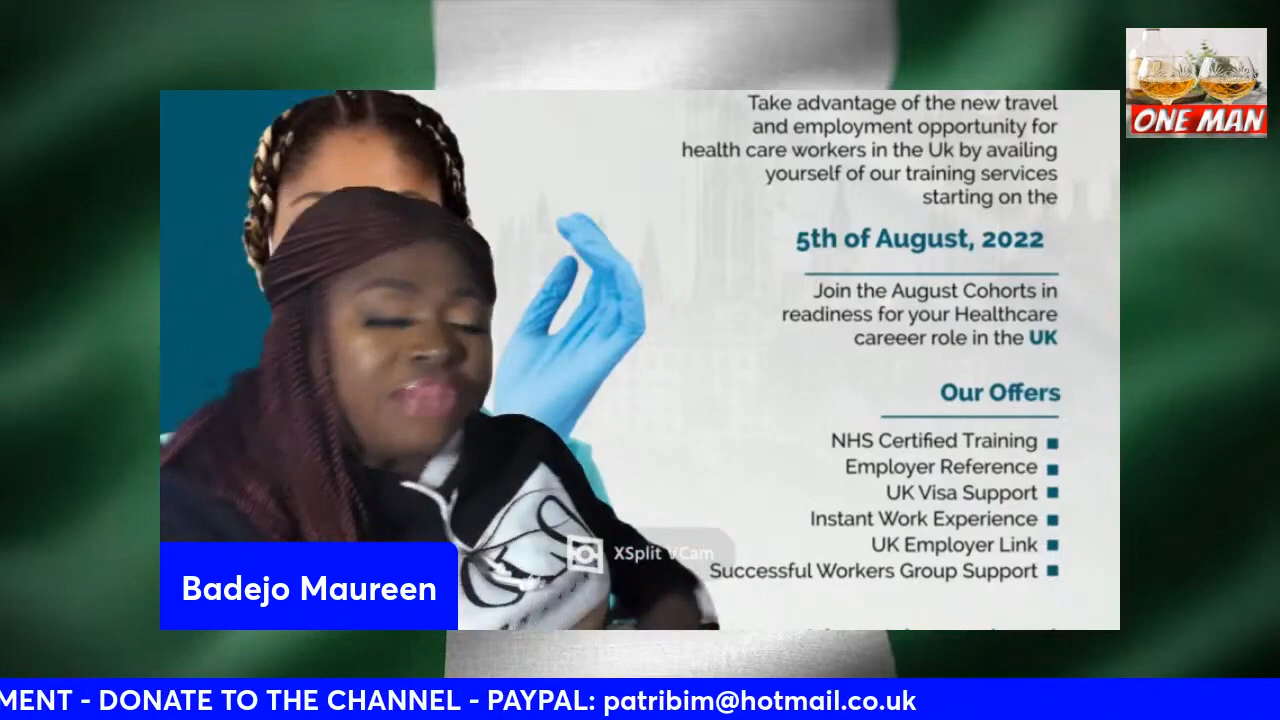 ONE MAN
Take advantage of the new travel
and employment opportunity for
health care workers in the Uk by availing
yourself of our training services
starting on the
5th of August, 2022
Join the August Cohorts in
readiness for your Healthcare
careeer role in the UK
Our Offers
NHS Certified Training
Employer Reference
UK Visa Support
Instant Work Experience
UK Employer Link
Successful Workers Group Support
XSplit VCam
Badejo Maureen
MENT - DONATE TO THE CHANNEL - PAYPAL: patribim@hotmail.co.uk